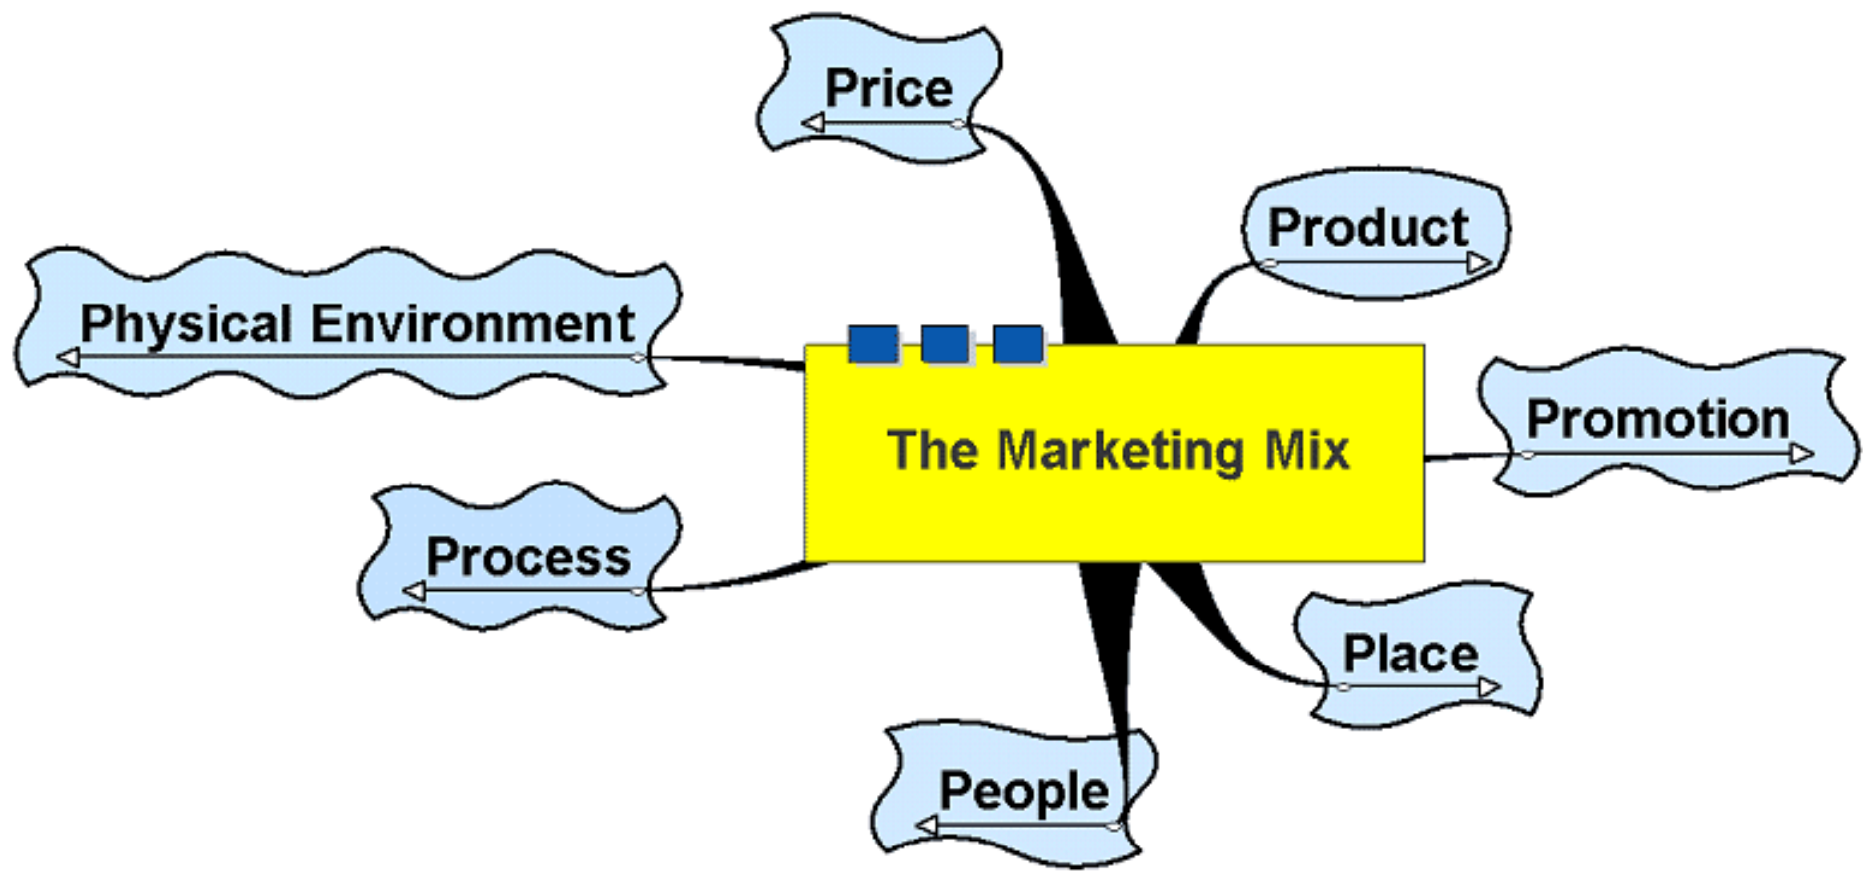 Price
Product
Physical Environment
Promotion
The Marketing Mix
Process
Place
People